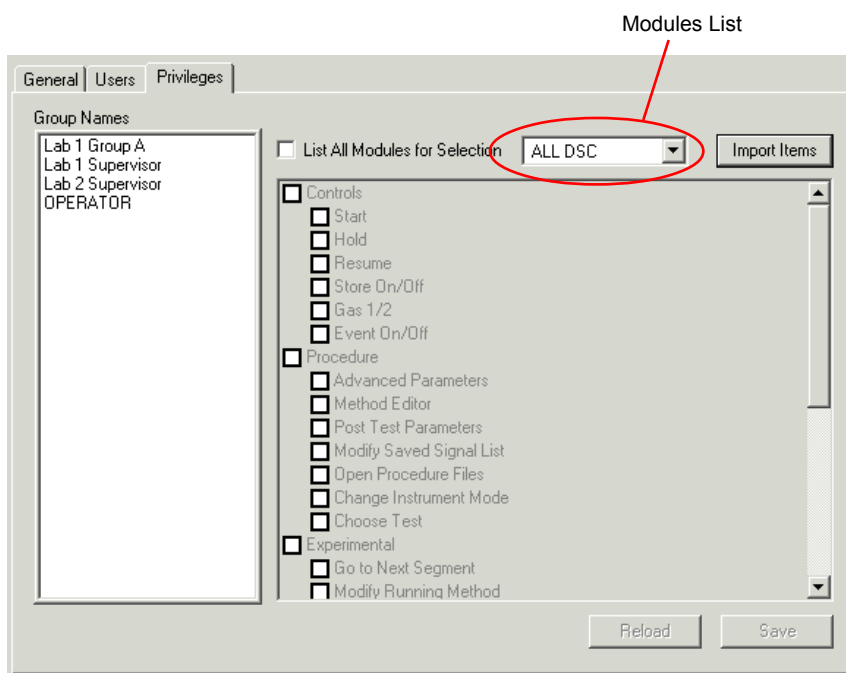 Modules List
General Users Privileges
Group Names
Lab 1 Group A
Lab 1 Supervisor
Lab 2 Supervisor
OPERATOR
List All Modules for Selection ALL DSC Import Items
Controls
Start
Hold
Resume
Store On/Off
Gas 1/2
Event On/Off
Procedure
Advanced Parameters
Method Editor
Post Test Parameters
Modify Saved Signal List
Open Procedure Files
Change Instrument Mode
Choose Test
Experimental
Go to Next Segment
Modify Running Method
Reload Save